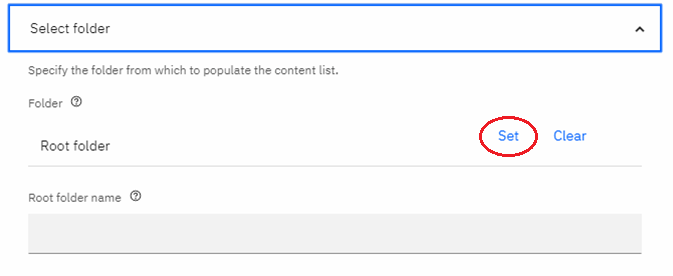 Select folder
Specify the folder from which to populate the content list.
Folder
Root folder
Set Clear
Root folder name